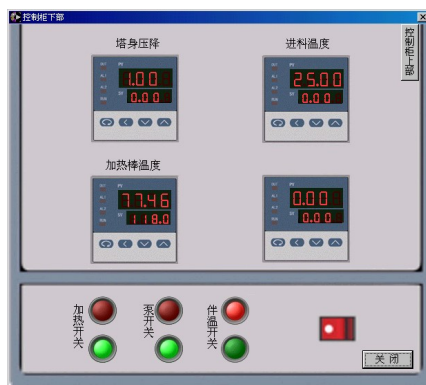 控制柜下部
控制柜上部
塔身压降
进料温度
1.00
0.00
25.00
0.00
加热棒温度
77.46
118.0
0.00
0.00
加热开关
泵开关
伴温开关
关闭